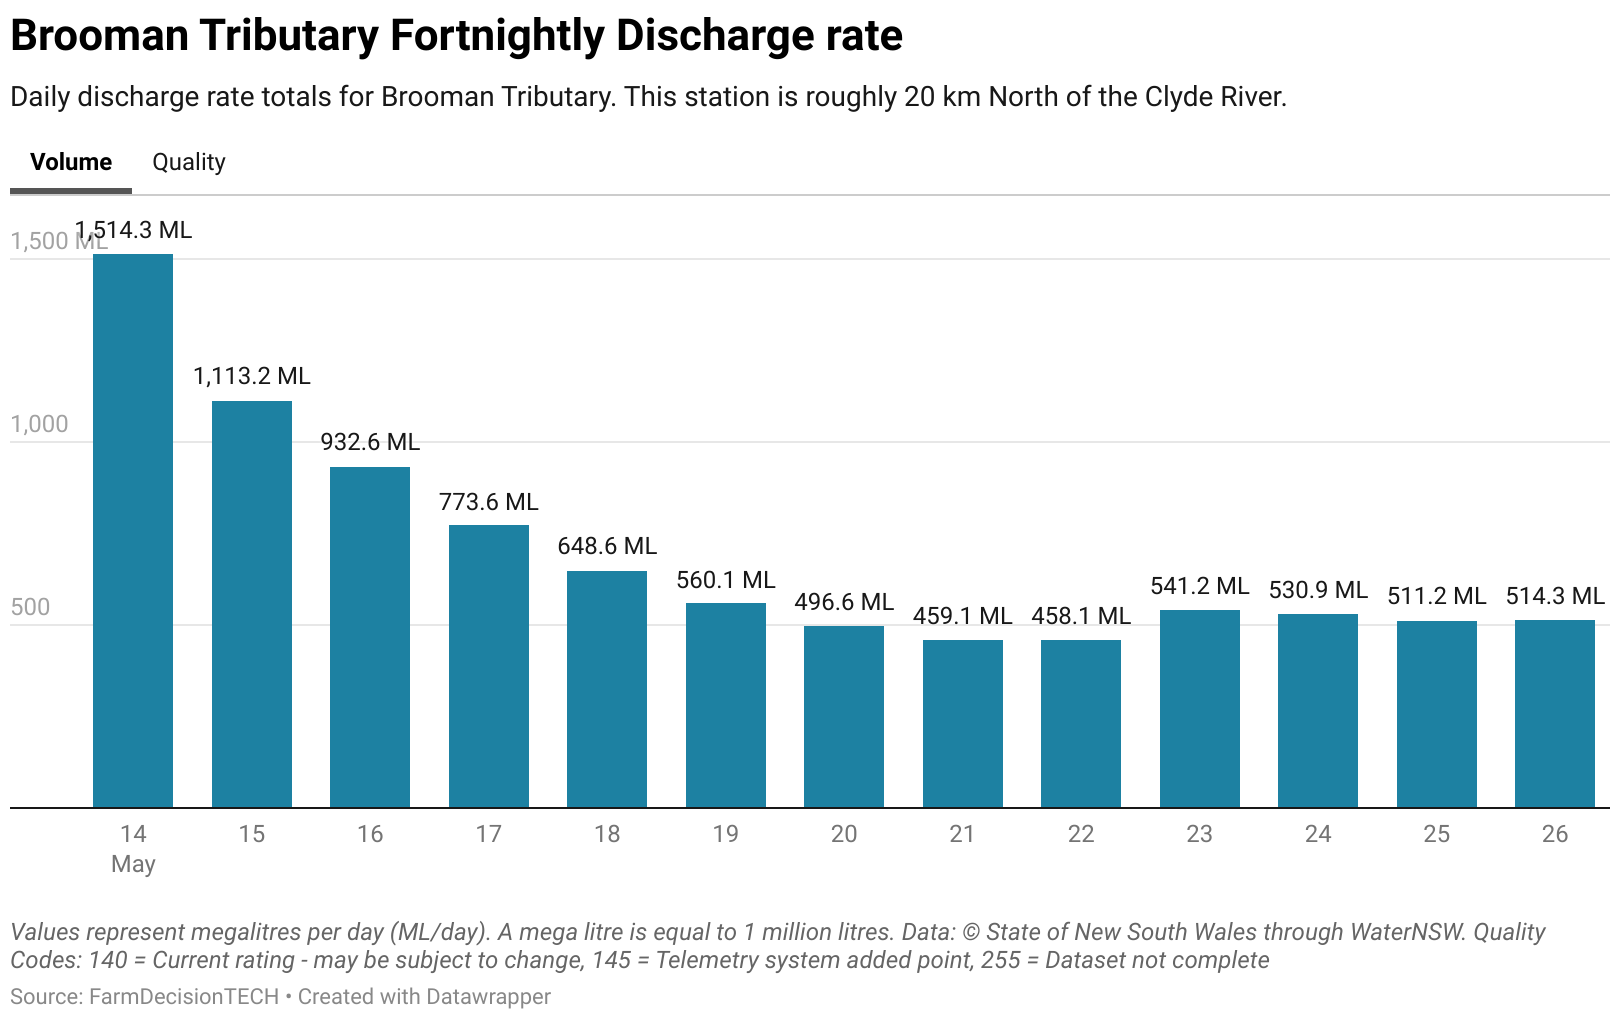 Brooman Tributary Fortnightly Discharge rate
Daily discharge rate totals for Brooman Tributary. This station is roughly 20 km North of the Clyde River.
Volume Quality
1,514.3 ML
1,500 ML
1,113.2 ML
1,000
932.6 ML
773.6 ML
648.6 ML
560.1 ML
500
496.6 ML
459.1 ML
458.1 ML
541.2 ML
530.9 ML
511.2 ML
514.3 ML
14 15 16 17 18 19 20 21 22 23 24 25 26
May
Values represent megalitres per day (ML/day). A mega litre is equal to 1 million litres. Data: © State of New South Wales through WaterNSW. Quality
Codes: 140 = Current rating - may be subject to change, 145 = Telemetry system added point, 255 = Dataset not complete
Source: FarmDecisionTECH • Created with Datawrapper